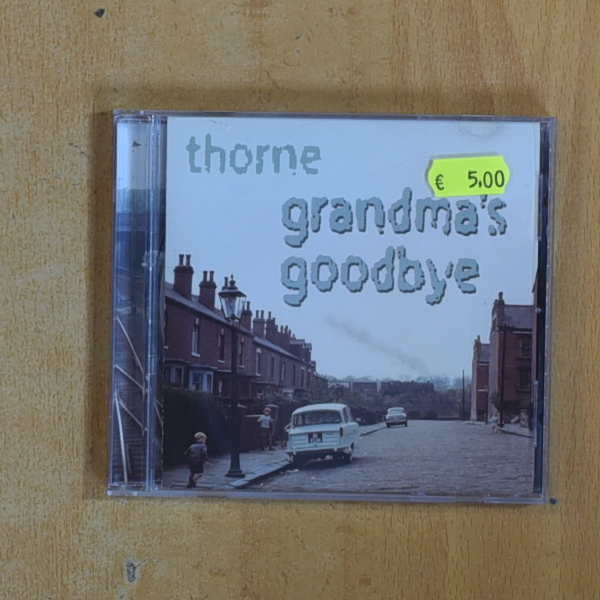 thorne
€ 5,00
grandma's
goodbye